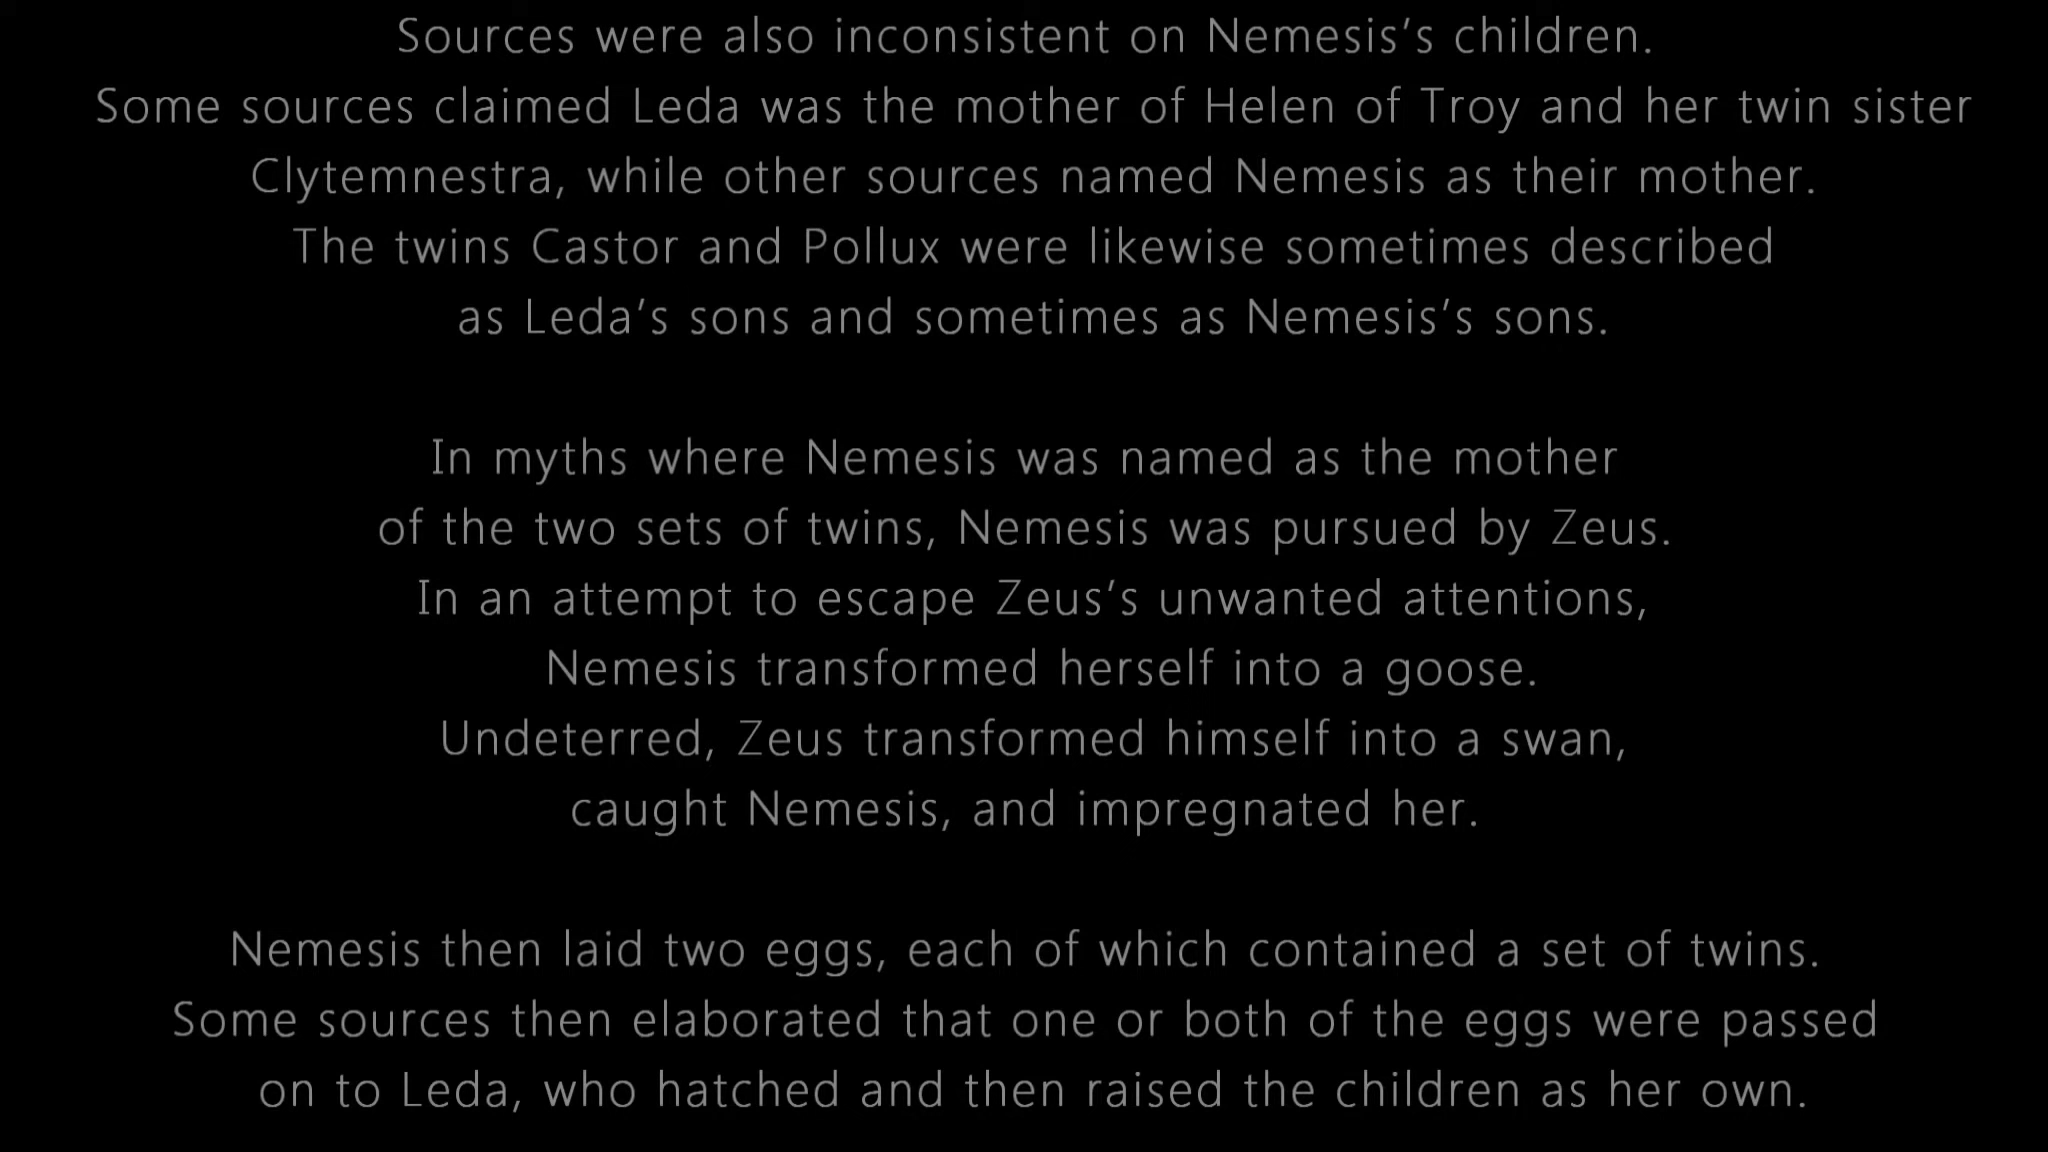 Sources were also inconsistent on Nemesis’s children.
Some sources claimed Leda was the mother of Helen of Troy and her twin sister
Clytemnestra, while other sources named Nemesis as their mother.
The twins Castor and Pollux were likewise sometimes described
as Leda’s sons and sometimes as Nemesis’s sons.
In myths where Nemesis was named as the mother
of the two sets of twins, Nemesis was pursued by Zeus.
In an attempt to escape Zeus’s unwanted attentions,
Nemesis transformed herself into a goose.
Undeterred, Zeus transformed himself into a swan,
caught Nemesis, and impregnated her.
Nemesis then laid two eggs, each of which contained a set of twins.
Some sources then elaborated that one or both of the eggs were passed
on to Leda, who hatched and then raised the children as her own.